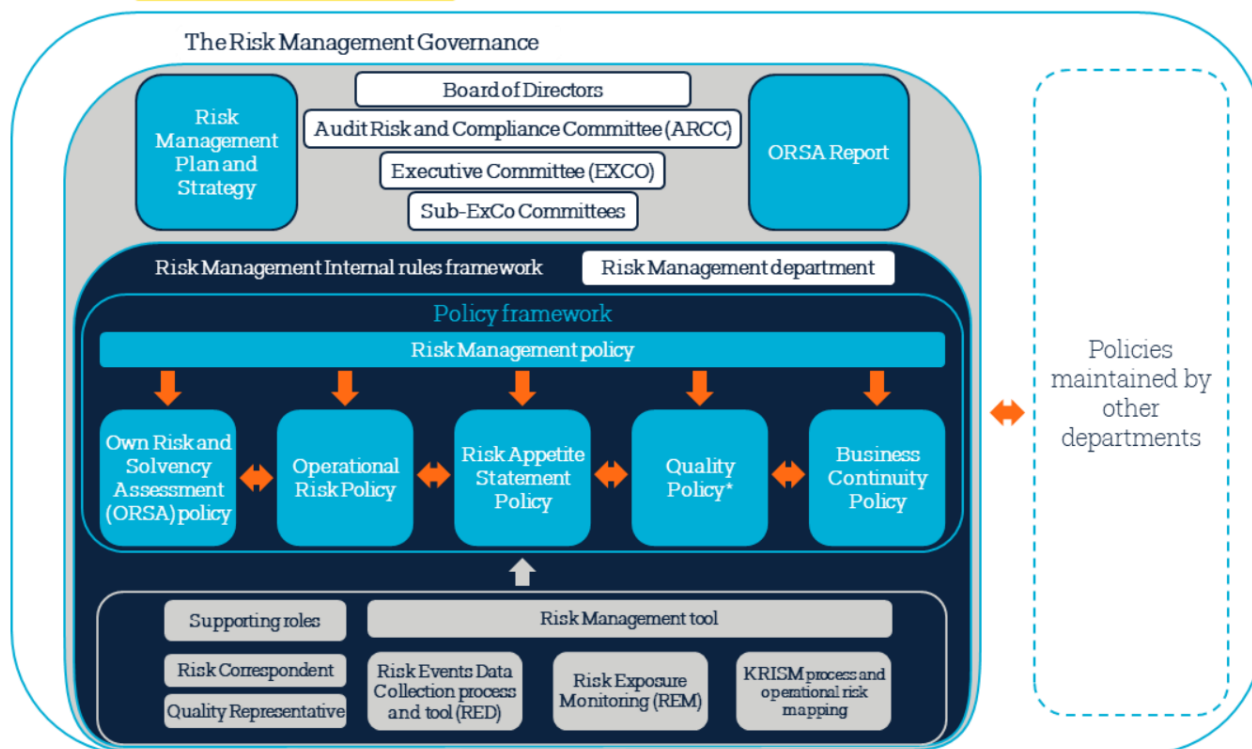 The Risk Management Governance
Risk
Management
Plan and
Strategy
Board of Directors
Audit Risk and Compliance Committee (ARCC)
Executive Committee (EXCO)
Sub-ExCo Committees
ORSA Report
Risk Management Internal rules framework
Risk Management department
Policy framework
Risk Management policy
Own Risk and
Solvency
Assessment
(ORSA) policy
Operational
Risk Policy
Risk Appetite
Statement
Policy
Quality
Policy*
Business
Continuity
Policy
Policies
maintained by
other
departments
Supporting roles
Risk Management tool
Risk Correspondent
Quality Representative
Risk Events Data
Collection process
and tool (RED)
Risk Exposure
Monitoring (REM)
KRISM process and
operational risk
mapping